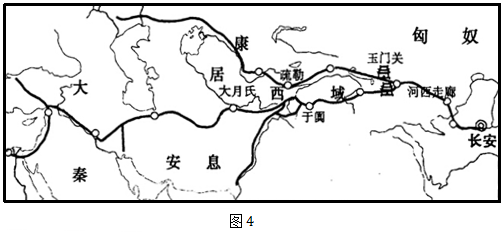 康
匈 奴
玉门关
大
居
疏勒
大月氏
西
域
河西走廊
于阗
长安
安 息
秦
图4